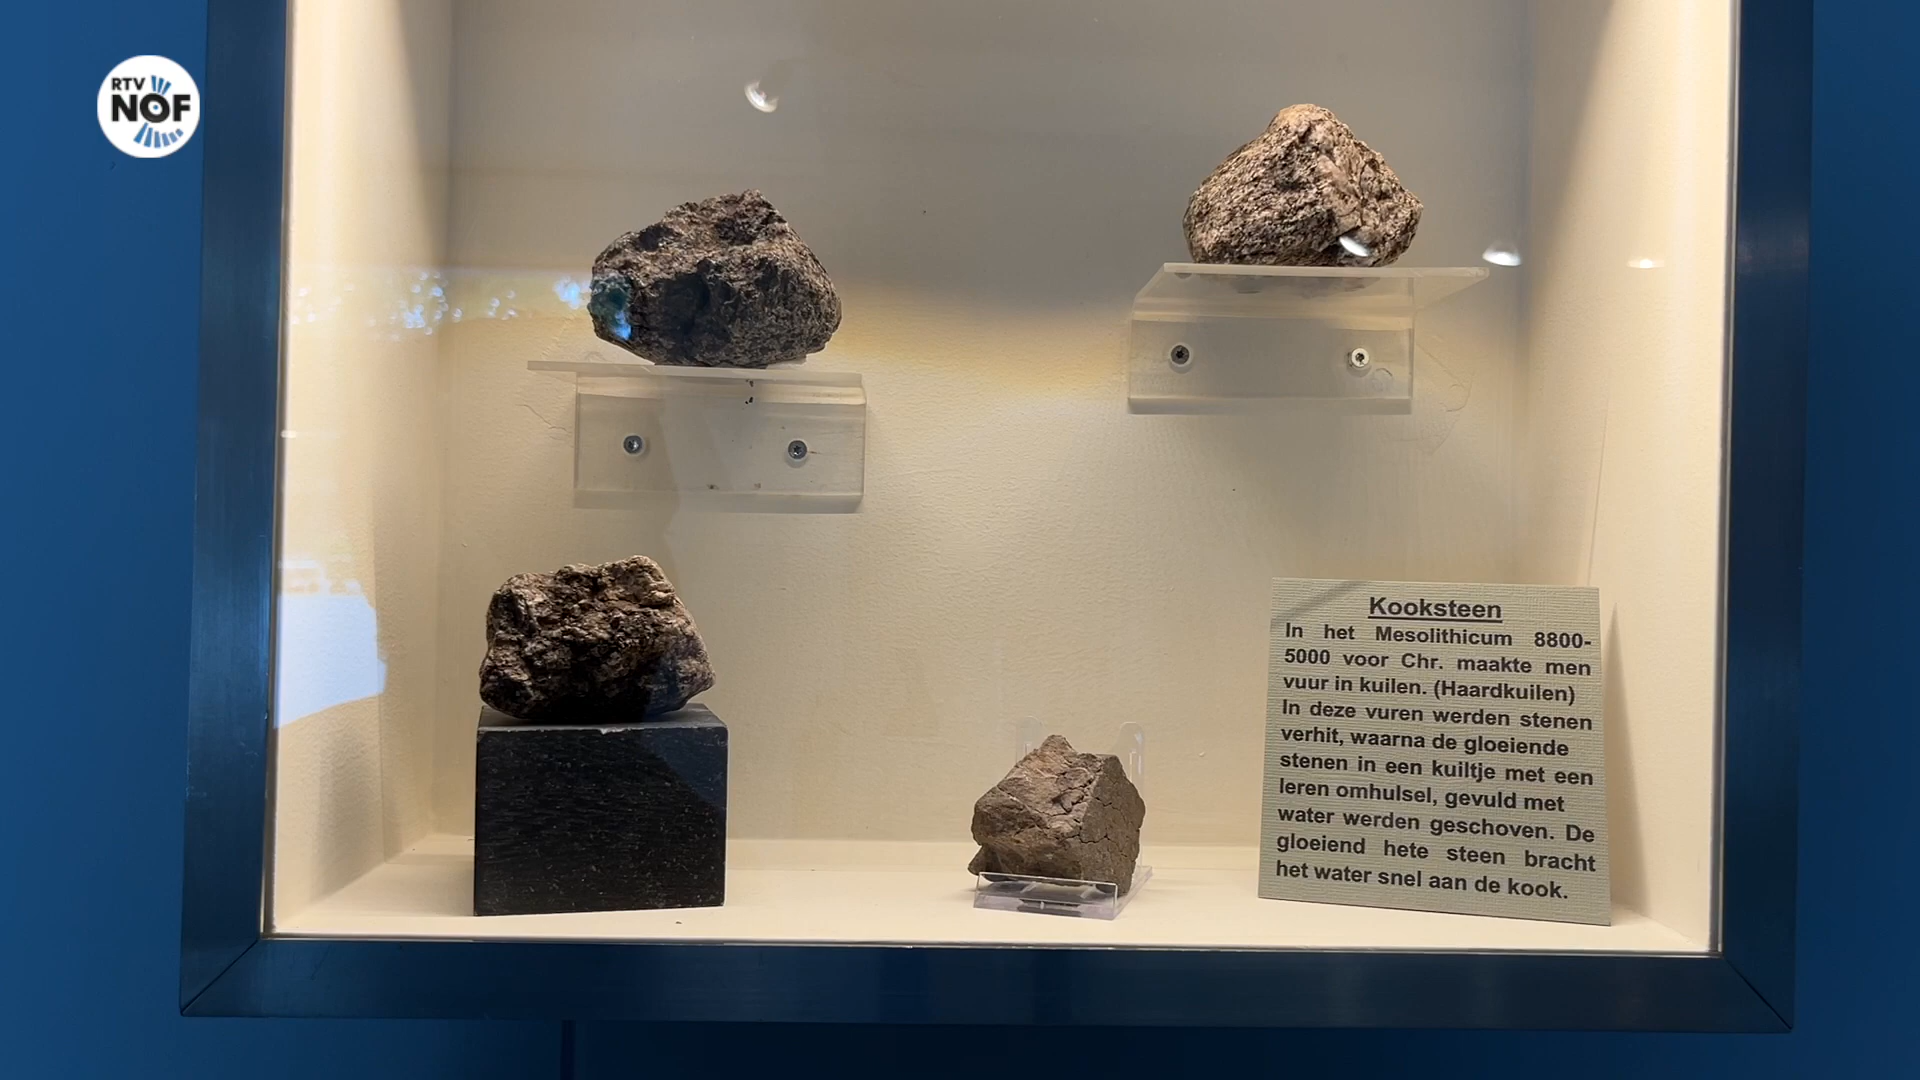 RTV
NOF
Kooksteen
In het Mesolithicum 8800-
5000 voor Chr. maakte men
vuur in kuilen. (Haardkuilen)
In deze vuren werden stenen
verhit, waarna de gloeiende
stenen in een kuiltje met een
leren omhulsel, gevuld met
water werden geschoven. De
gloeiend hete steen bracht
het water snel aan de kook.